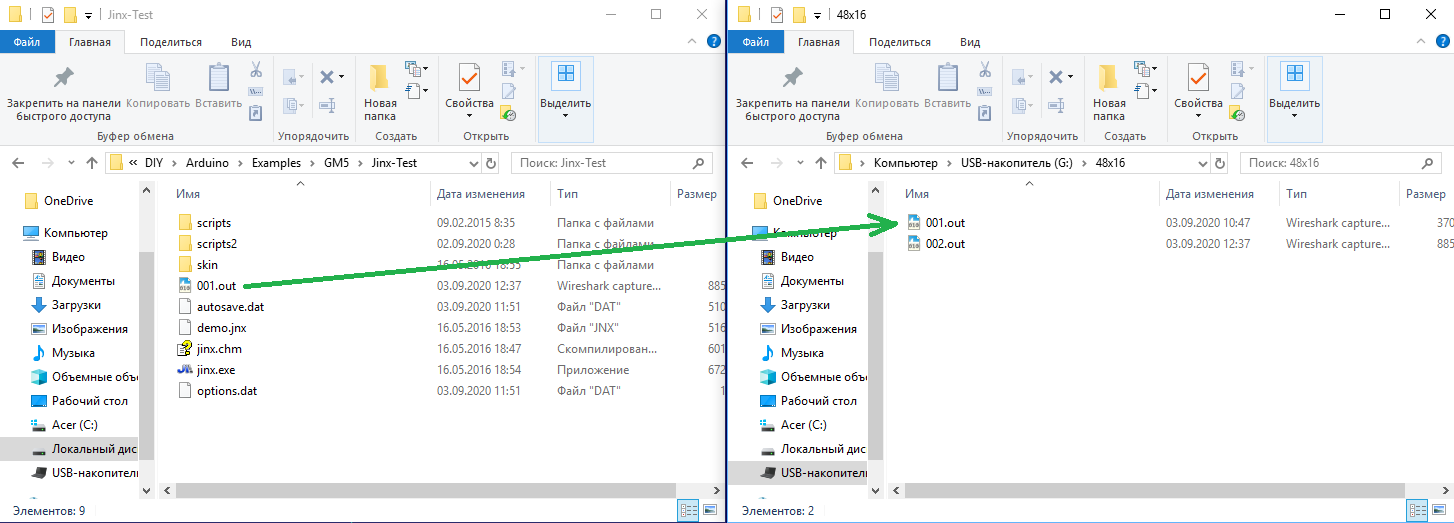 Jinx-Test
Файл Главная Поделиться Вид
Закрепить на панели быстрого доступа
Копировать
Вставить
Буфер обмена
Упорядочить
Новая папка
Создать
Свойства
Открыть
Выделить
« DIY Arduino Examples GM5 Jinx-Test
Поиск: Jinx-Test
OneDrive
Компьютер
Видео
Документы
Загрузки
Изображения
Музыка
Объемные объ
Рабочий стол
Acer (C:)
Локальный дис
USB-накопител
Имя Дата изменения Тип Размер
scripts 09.02.2015 8:35 Папка с файлами
scripts2 02.09.2020 0:28 Папка с файлами
skin 16.05.2016 18:55 Папка с файлами
001.out 03.09.2020 12:37 Wireshark capture... 885
autosave.dat 03.09.2020 11:51 Файл "DAT" 510
demo.jnx 16.05.2016 18:53 Файл "JNX" 516
jinx.chm 16.05.2016 18:47 Скомпилирован... 601
jinx.exe 16.05.2016 18:54 Приложение 672
options.dat 03.09.2020 11:51 Файл "DAT" 1
Элементов: 9
48x16
Файл Главная Поделиться Вид
Закрепить на панели быстрого доступа
Копировать
Вставить
Буфер обмена
Упорядочить
Новая папка
Создать
Свойства
Открыть
Выделить
Компьютер USB-накопитель (G:) 48x16
Поиск: 48x16
OneDrive
Компьютер
Видео
Документы
Загрузки
Изображения
Музыка
Объемные объ
Рабочий стол
Acer (C:)
Локальный дис
USB-накопител
Имя Дата изменения Тип Размер
001.out 03.09.2020 10:47 Wireshark capture... 370
002.out 03.09.2020 12:37 Wireshark capture... 885
Элементов: 2